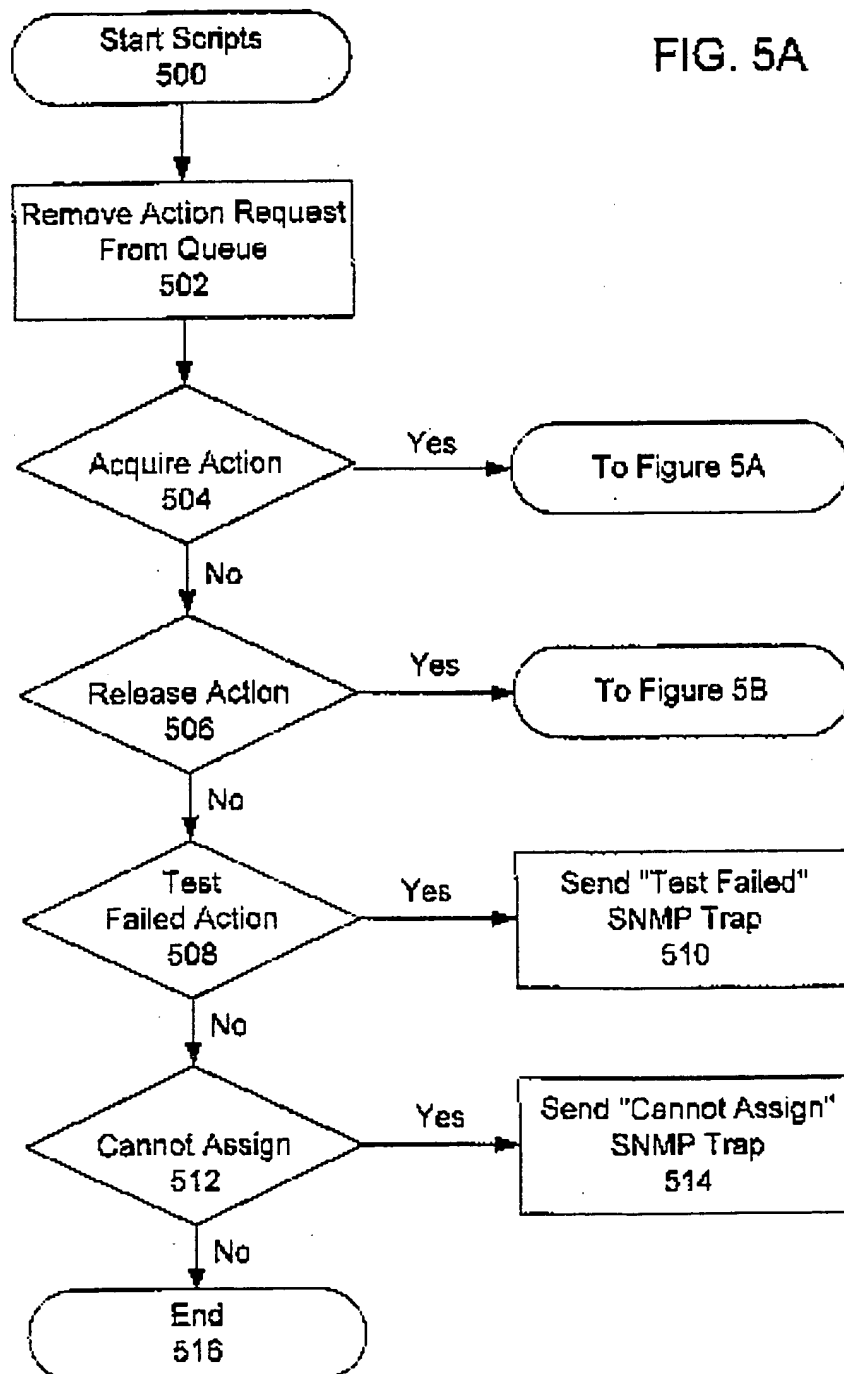 Start Scripts
500
FIG. 5A
Remove Action Request
From Queue
502
Acquire Action
504
Yes
To Figure 5A
No
Release Action
506
Yes
To Figure 5B
No
Test
Failed Action
508
Yes
Send "Test Failed"
SNMP Trap
510
No
Cannot Assign
512
Yes
Send "Cannot Assign"
SNMP Trap
514
No
End
516